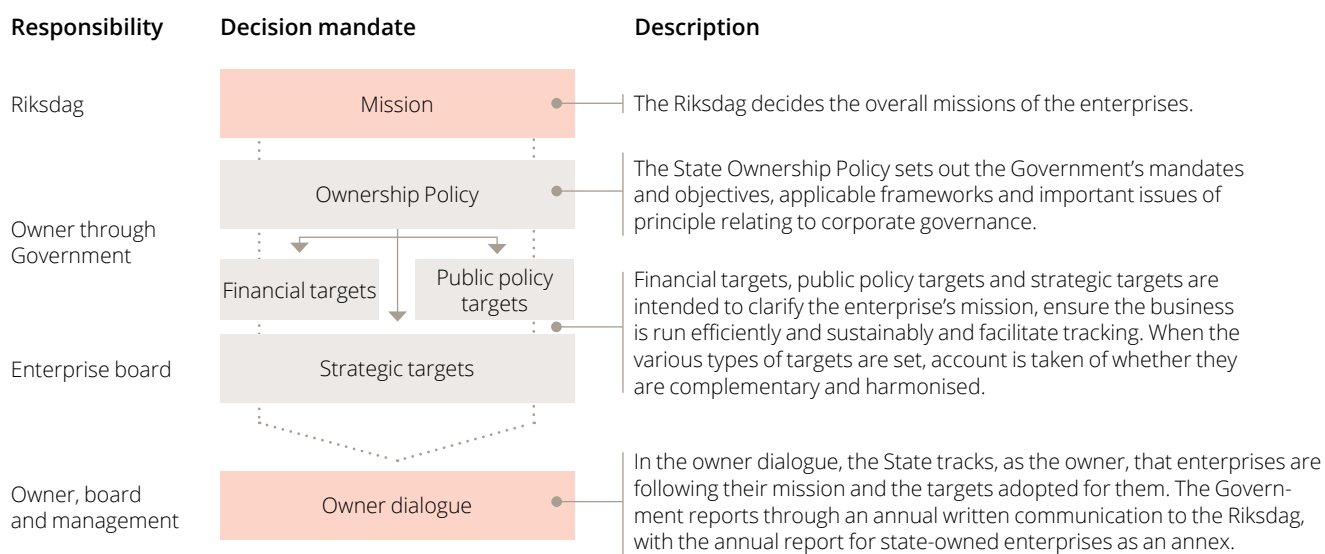 Responsibility
Decision mandate
Description
Riksdag
Mission
The Riksdag decides the overall missions of the enterprises.
Owner through
Government
Ownership Policy
The State Ownership Policy sets out the Government’s mandates
and objectives, applicable frameworks and important issues of
principle relating to corporate governance.
Financial targets
Public policy
targets
Financial targets, public policy targets and strategic targets are
intended to clarify the enterprise’s mission, ensure the business
is run efficiently and sustainably and facilitate tracking. When the
various types of targets are set, account is taken of whether they
are complementary and harmonised.
Enterprise board
Strategic targets
Owner, board
and management
Owner dialogue
In the owner dialogue, the State tracks, as the owner, that enterprises are
following their mission and the targets adopted for them. The Govern-
ment reports through an annual written communication to the Riksdag,
with the annual report for state-owned enterprises as an annex.